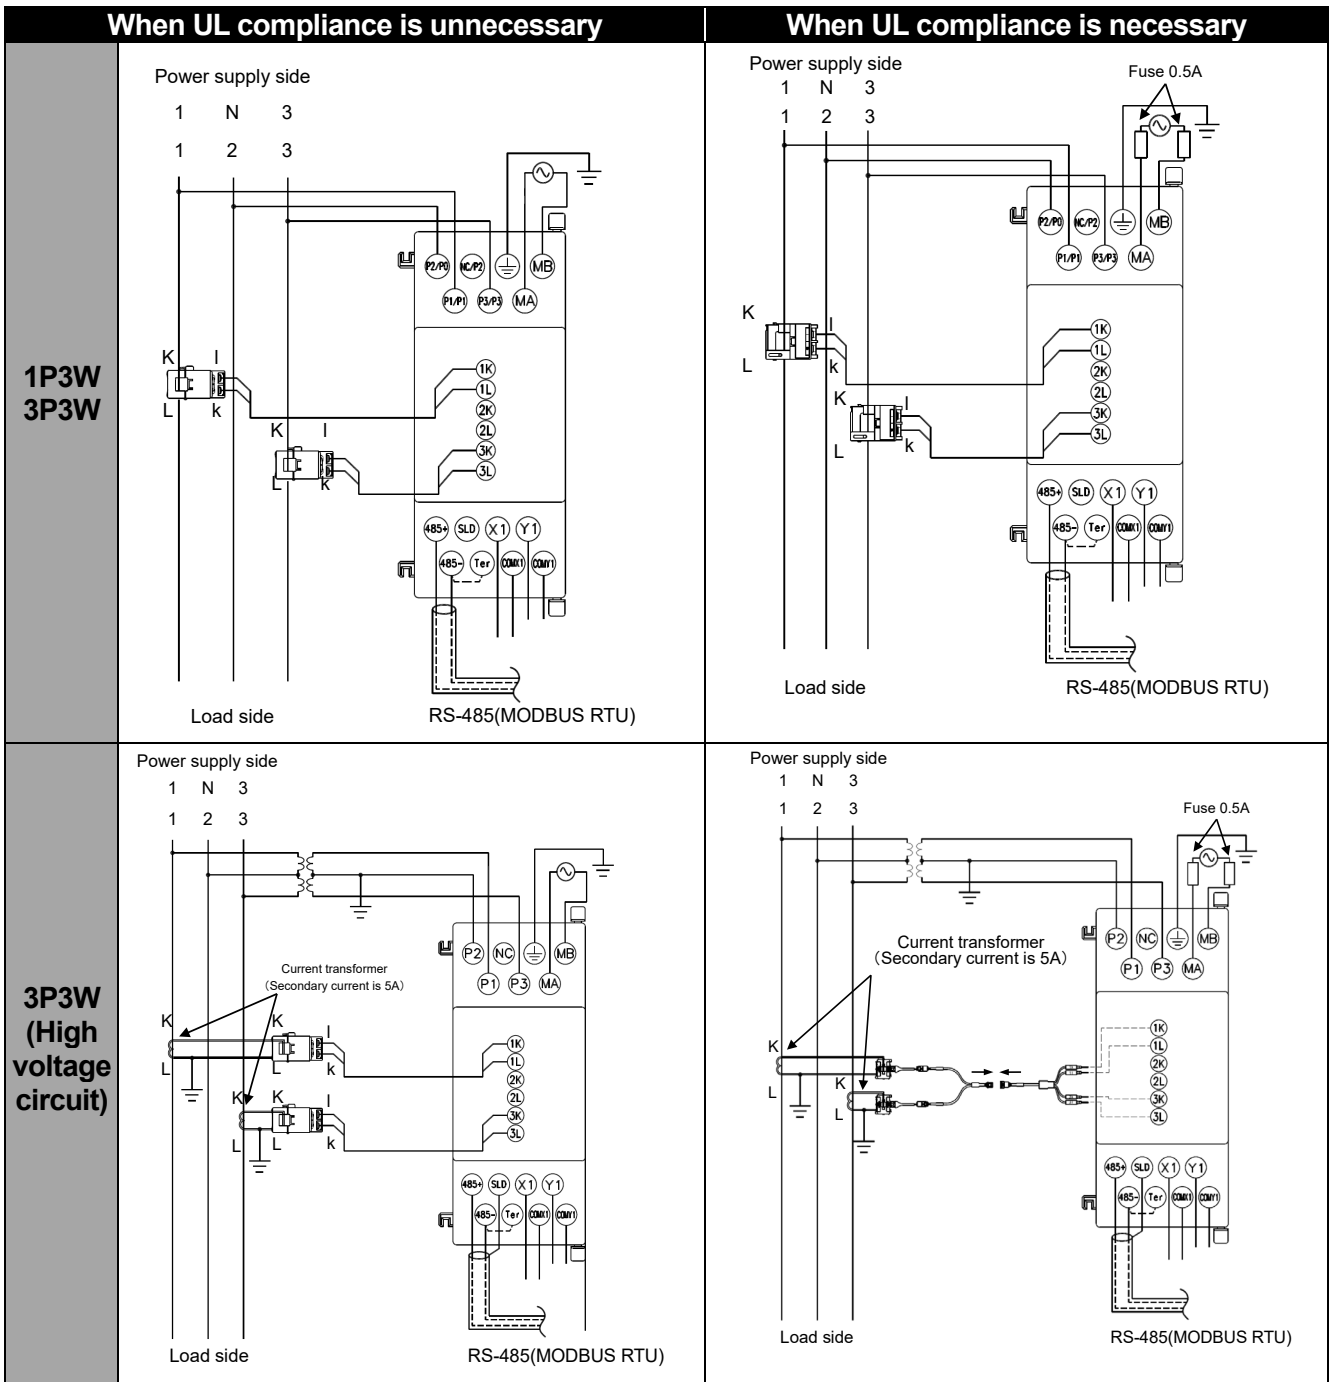 When UL compliance is unnecessary
When UL compliance is necessary
1P3W
3P3W
Power supply side
1 N 3
1 2 3
P2/P0 NC/P2 MB
P1/P1 P3/P3 MA
K l
L k
K l
L k
1K
1L
2K
2L
3K
3L
485+ SLD X1 Y1
485- Ter COMX1 COMY1
Load side
RS-485(MODBUS RTU)
Power supply side
1 N 3
1 2 3
Fuse 0.5A
P2/P0 NC/P2 MB
P1/P1 P3/P3 MA
K l
L k
K l
L k
1K
1L
2K
2L
3K
3L
485+ SLD X1 Y1
485- Ter COMX1 COMY1
Load side
RS-485(MODBUS RTU)
3P3W
(High
voltage
circuit)
Power supply side
1 N 3
1 2 3
P2 NC MB
P1 P3 MA
Current transformer
(Secondary current is 5A)
K K l
L L k
K K l
L L k
1K
1L
2K
2L
3K
3L
485+ SLD X1 Y1
485- Ter COMX1 COMY1
Load side
RS-485(MODBUS RTU)
Power supply side
1 N 3
1 2 3
Fuse 0.5A
P2 NC MB
P1 P3 MA
Current transformer
(Secondary current is 5A)
K
L
K
L
1K
1L
2K
2L
3K
3L
485+ SLD X1 Y1
485- Ter COMX1 COMY1
Load side
RS-485(MODBUS RTU)